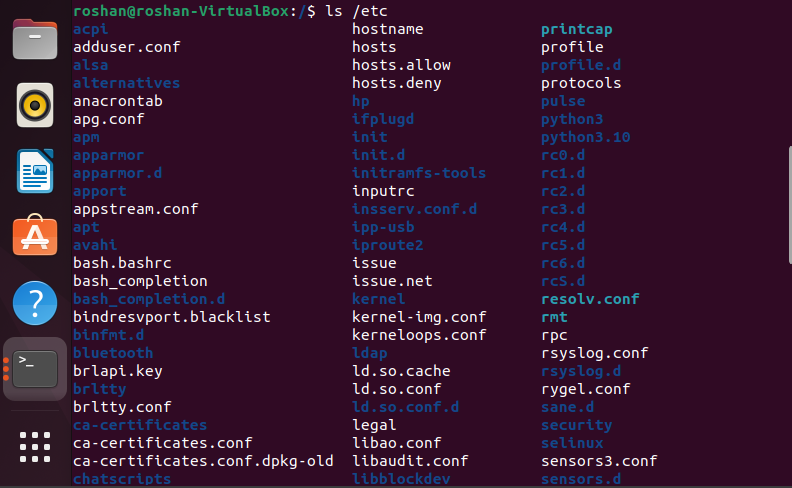 roshan@roshan-VirtualBox:/$ ls /etc
acpi hostname printcap
adduser.conf hosts profile
alsa hosts.allow profile.d
alternatives hosts.deny protocols
anacrontab hp pulse
apg.conf ifplugd python3
apm init python3.10
apparmor init.d rc0.d
apparmor.d initramfs-tools rc1.d
apport inputrc rc2.d
appstream.conf insserv.conf.d rc3.d
apt ipp-usb rc4.d
avahi iproute2 rc5.d
bash.bashrc issue rc6.d
bash_completion issue.net rcS.d
bash_completion.d kernel resolv.conf
bindresvport.blacklist kernel-img.conf rmt
binfmt.d kerneloops.conf rpc
bluetooth ldap rsyslog.conf
brlapi.key ld.so.cache rsyslog.d
brltty ld.so.conf rygel.conf
brltty.conf ld.so.conf.d sane.d
ca-certificates legal security
ca-certificates.conf libao.conf selinux
ca-certificates.conf.dpkg-old libaudit.conf sensors3.conf
chatscripts libblockdev sensors.d